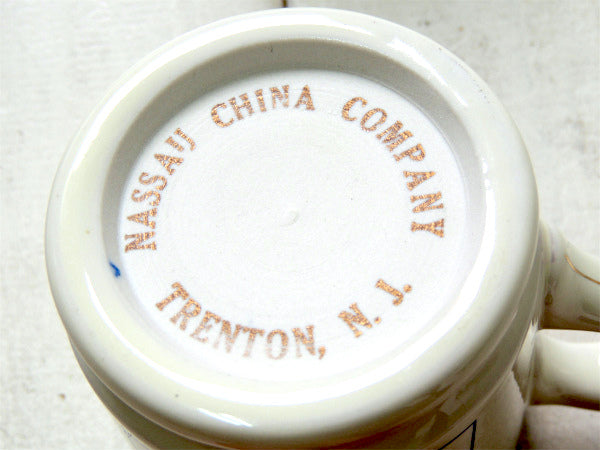 NASSAU CHINA COMPANY
TRENTON, N. J.